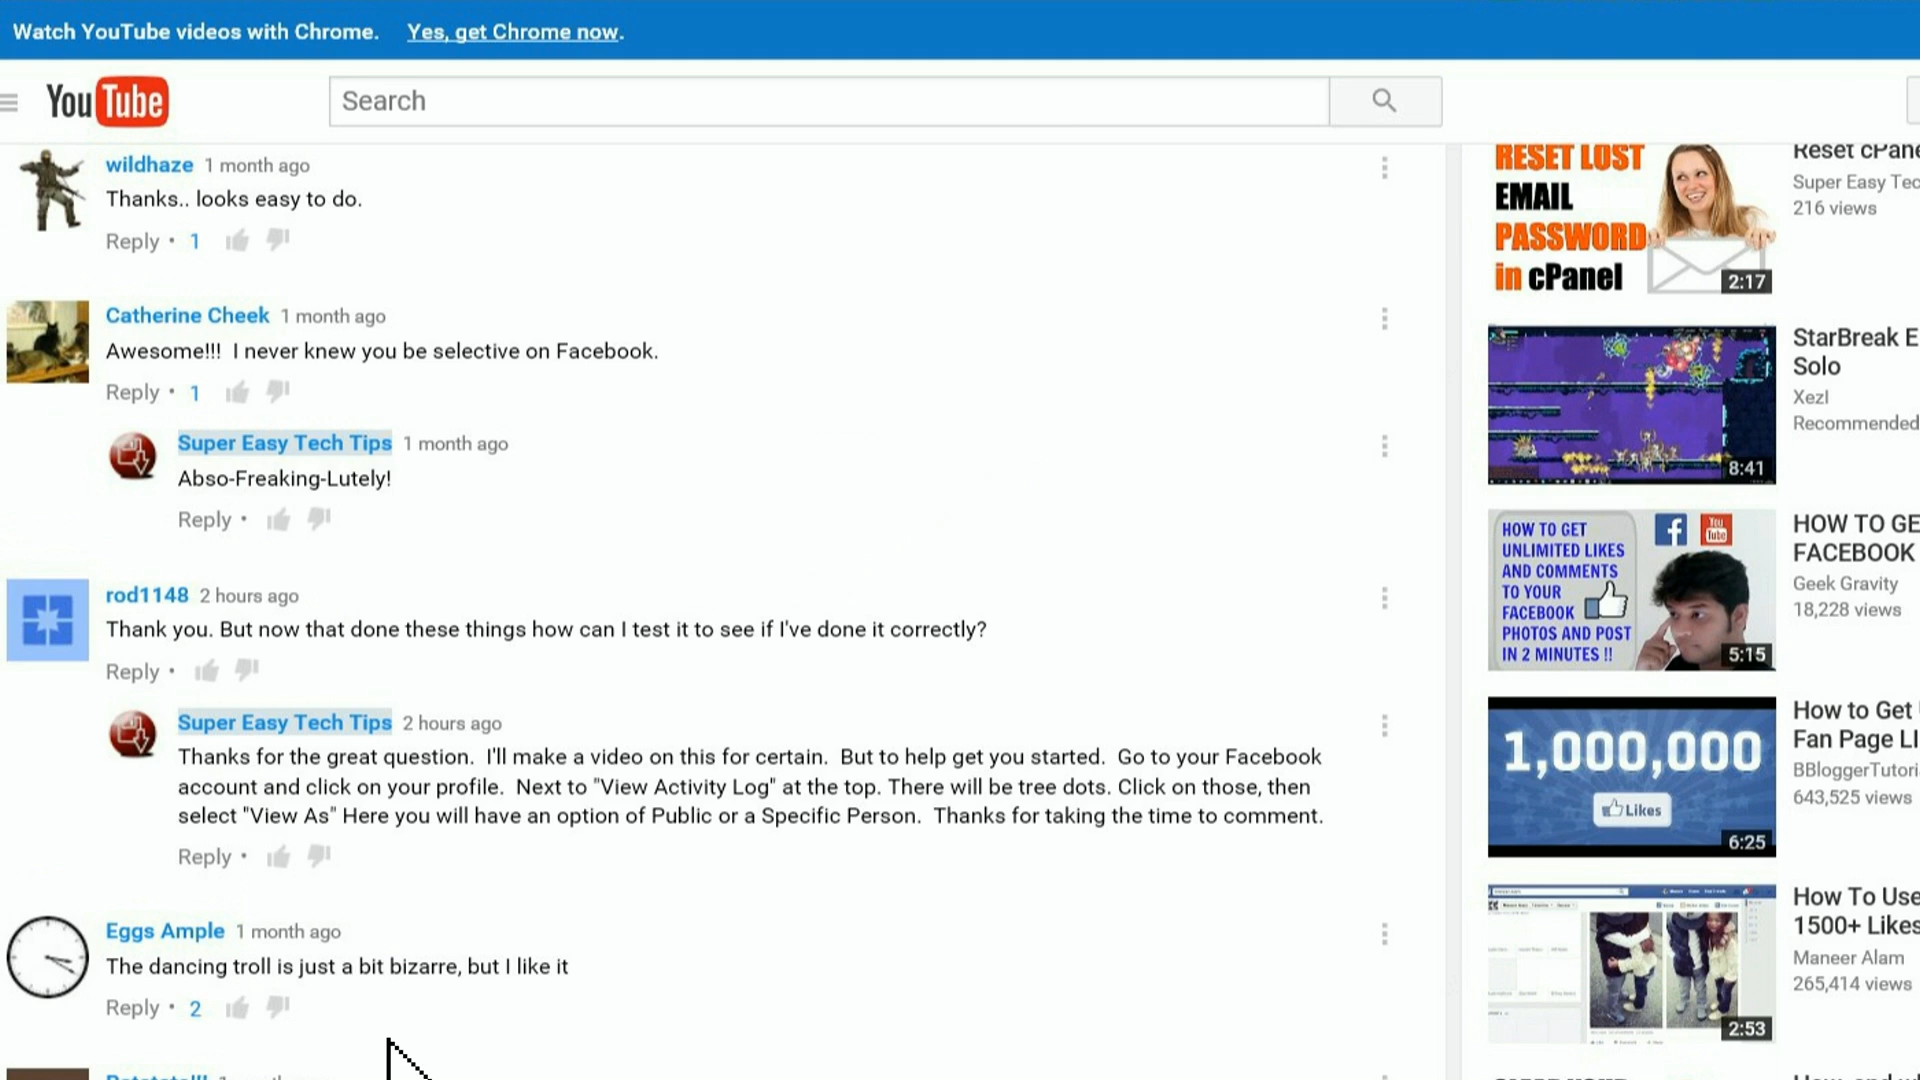 Watch YouTube videos with Chrome. Yes, get Chrome now.
YouTube
Search
wildhaze 1 month ago
Thanks.. looks easy to do.
Reply • 1
Catherine Cheek 1 month ago
Awesome!!! I never knew you be selective on Facebook.
Reply • 1
Super Easy Tech Tips 1 month ago
Abso-Freaking-Lutely!
Reply •
rod1148 2 hours ago
Thank you. But now that done these things how can I test it to see if I've done it correctly?
Reply •
Super Easy Tech Tips 2 hours ago
Thanks for the great question. I'll make a video on this for certain. But to help get you started. Go to your Facebook
account and click on your profile. Next to "View Activity Log" at the top. There will be tree dots. Click on those, then
select "View As" Here you will have an option of Public or a Specific Person. Thanks for taking the time to comment.
Reply •
Eggs Ample 1 month ago
The dancing troll is just a bit bizarre, but I like it
Reply • 2
RESET LOST
EMAIL
PASSWORD
in cPanel
2:17
Reset cPane
Super Easy Tec
216 views
8:41
StarBreak E
Solo
Xezl
Recommended
HOW TO GET
UNLIMITED LIKES
AND COMMENTS
TO YOUR
FACEBOOK
PHOTOS AND POST
IN 2 MINUTES !!
You
Tube
5:15
HOW TO GE
FACEBOOK
Geek Gravity
18,228 views
1,000,000
Likes
6:25
How to Get
Fan Page LI
BBloggerTutori
643,525 views
2:53
How To Use
1500+ Likes
Maneer Alam
265,414 views